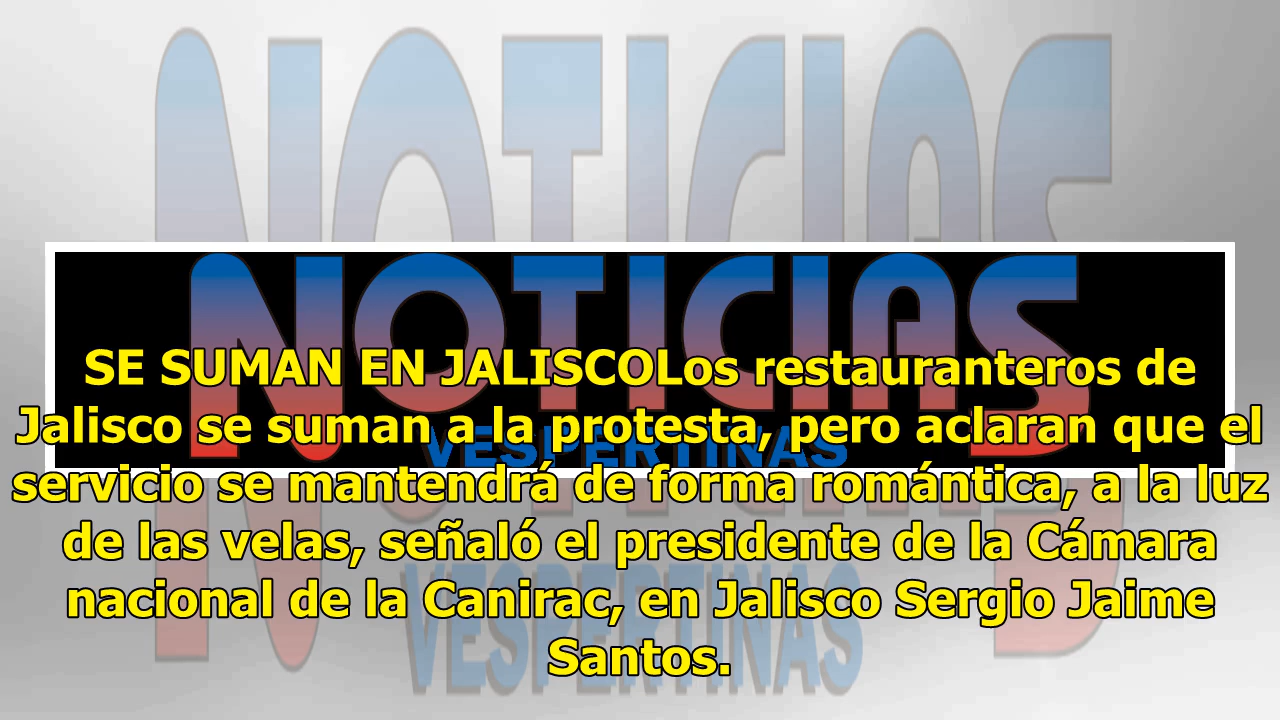 NOTICIAS
VESPERTINAS
NOTICIAS
VESPERTINAS
SE SUMAN EN JALISCOLos restauranteros de
Jalisco se suman a la protesta, pero aclaran que el
servicio se mantendrá de forma romántica, a la luz
de las velas, señaló el presidente de la Cámara
nacional de la Canirac, en Jalisco Sergio Jaime
Santos.